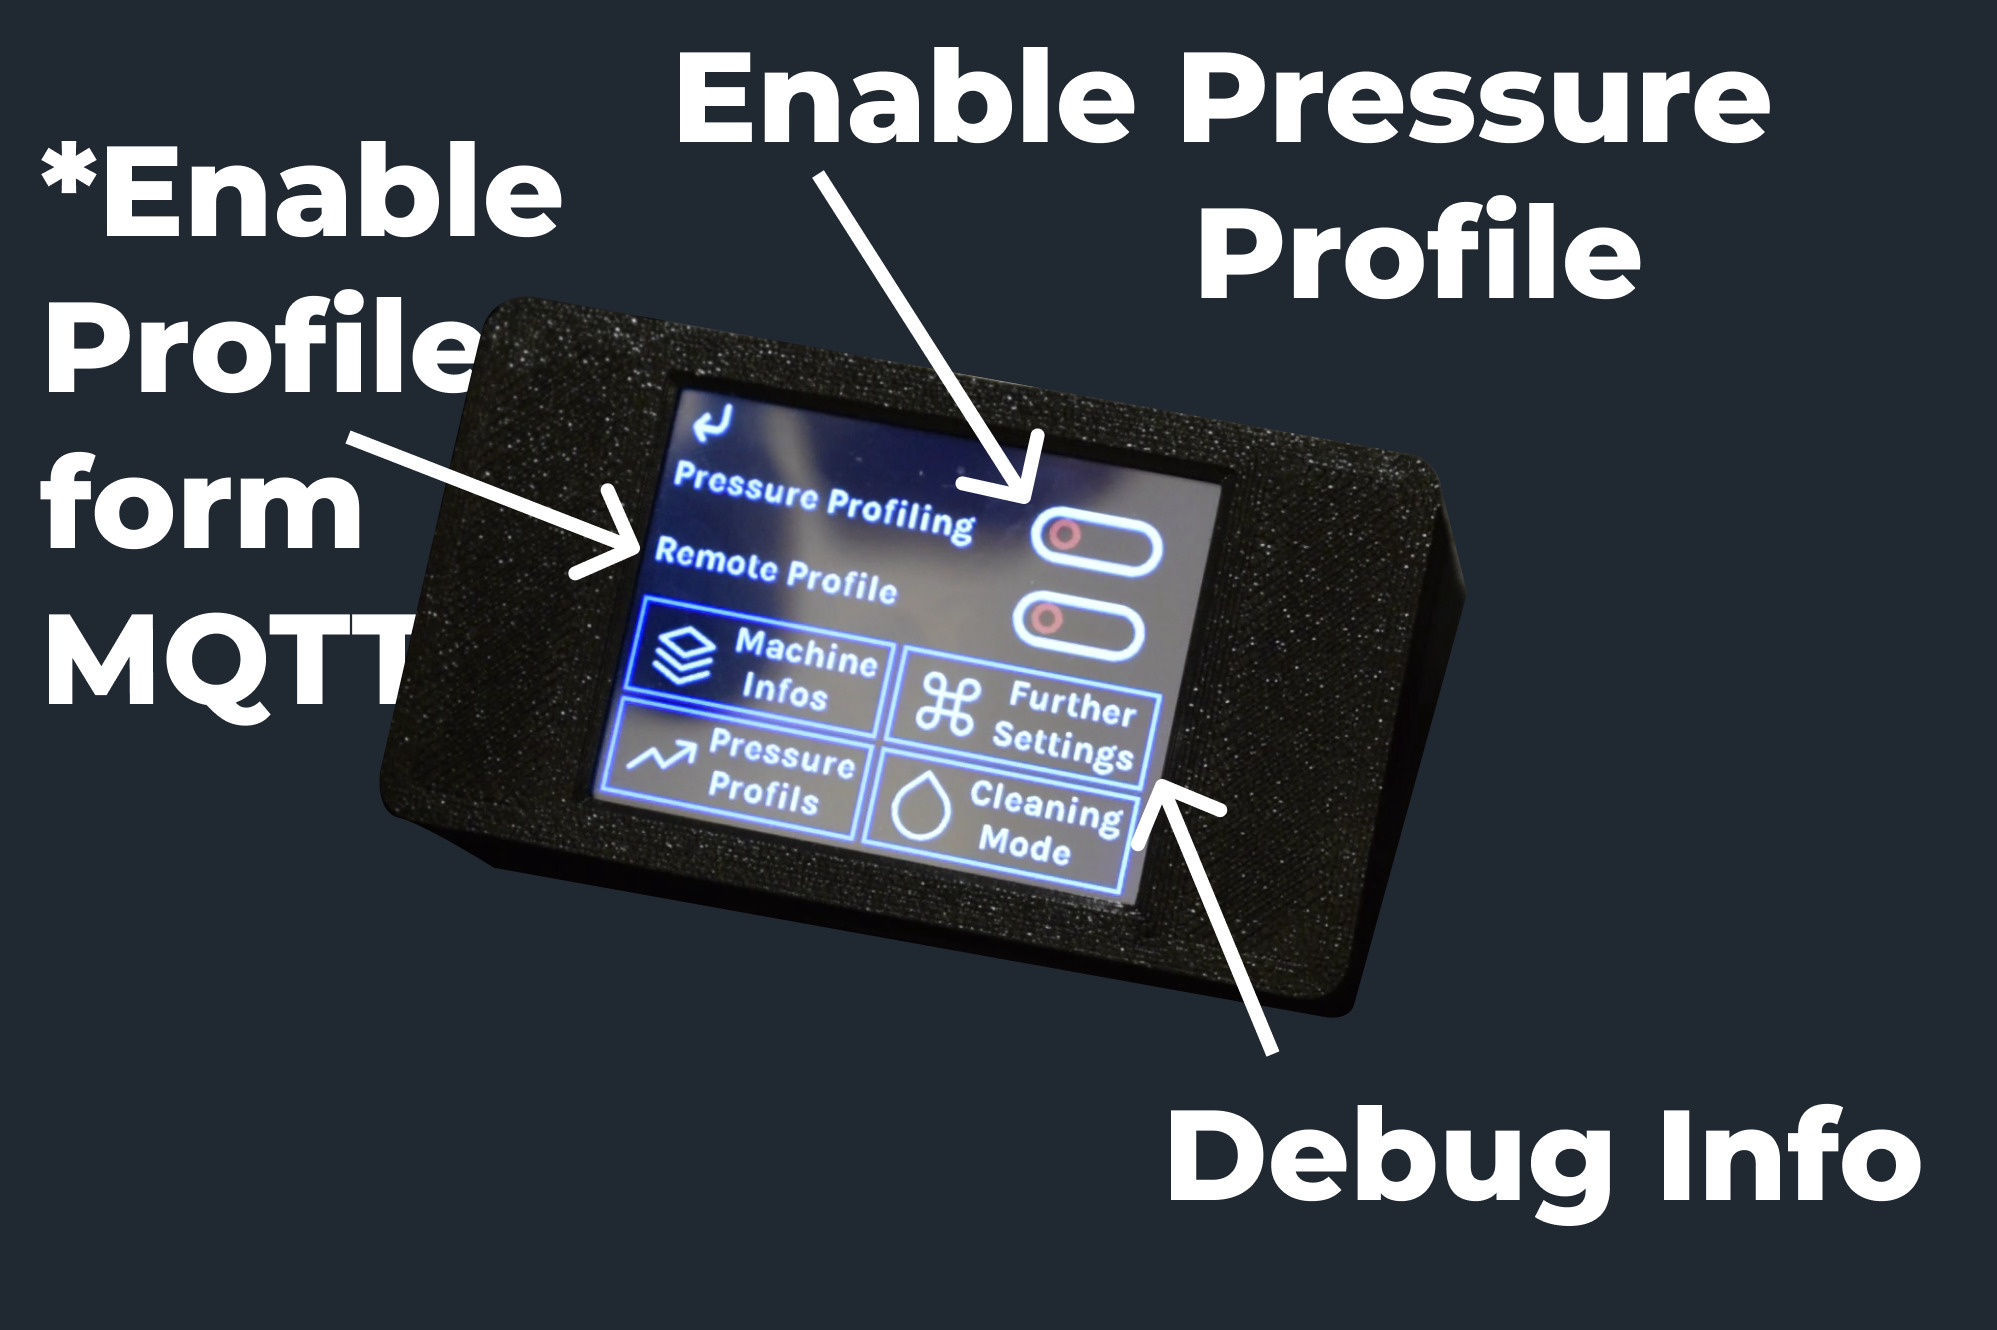 Enable Pressure
Profile
*Enable
Profile
form
MQTT
Pressure Profiling
Remote Profile
Machine
Infos
Further
Settings
Pressure
Profils
Cleaning
Mode
Debug Info